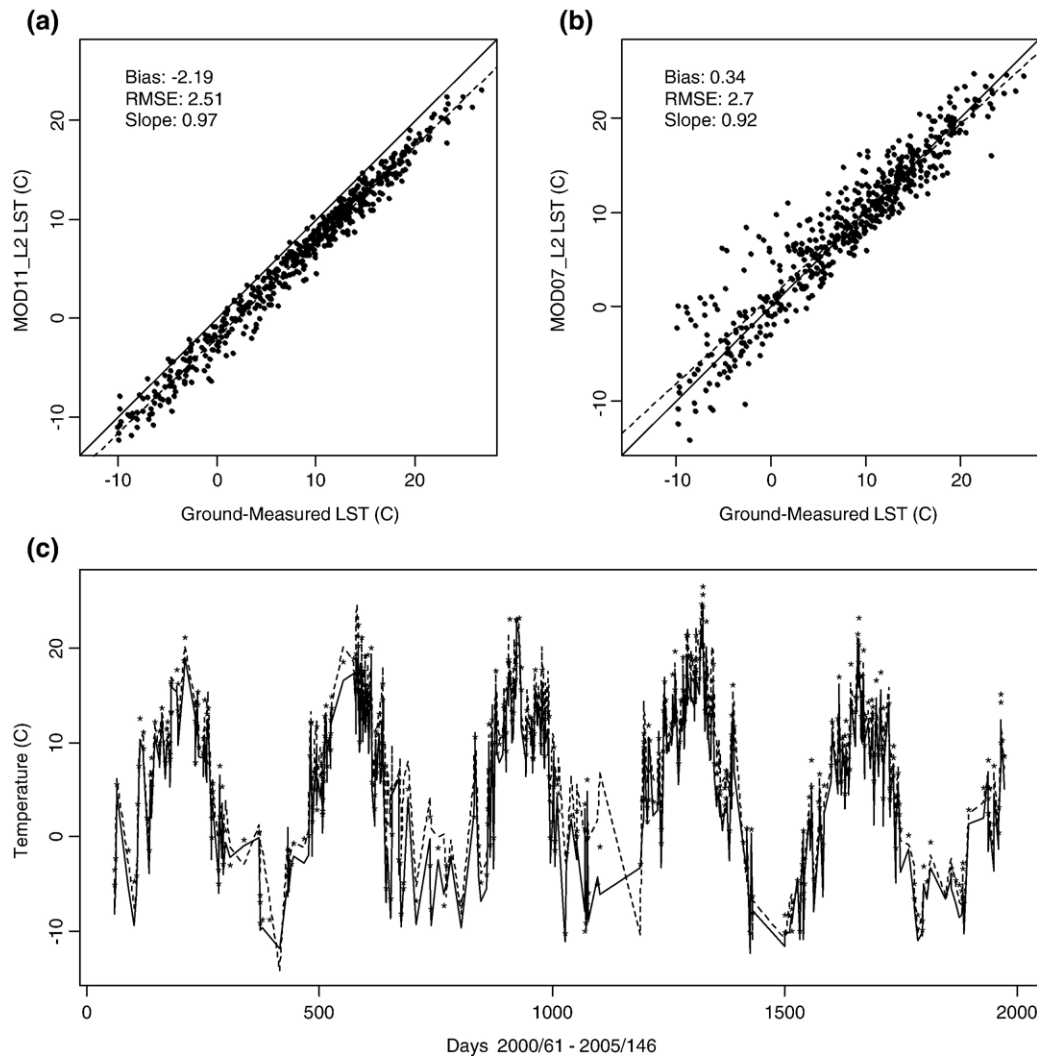 (a)
Bias: -2.19
RMSE: 2.51
Slope: 0.97
MOD11_L2 LST (C)
20
10
0
-10
-10 0 10 20
Ground-Measured LST (C)
(b)
Bias: 0.34
RMSE: 2.7
Slope: 0.92
MOD07_L2 LST (C)
20
10
0
-10
-10 0 10 20
Ground-Measured LST (C)
(c)
Temperature (C)
20
10
0
-10
0 500 1000 1500 2000
Days 2000/61 - 2005/146